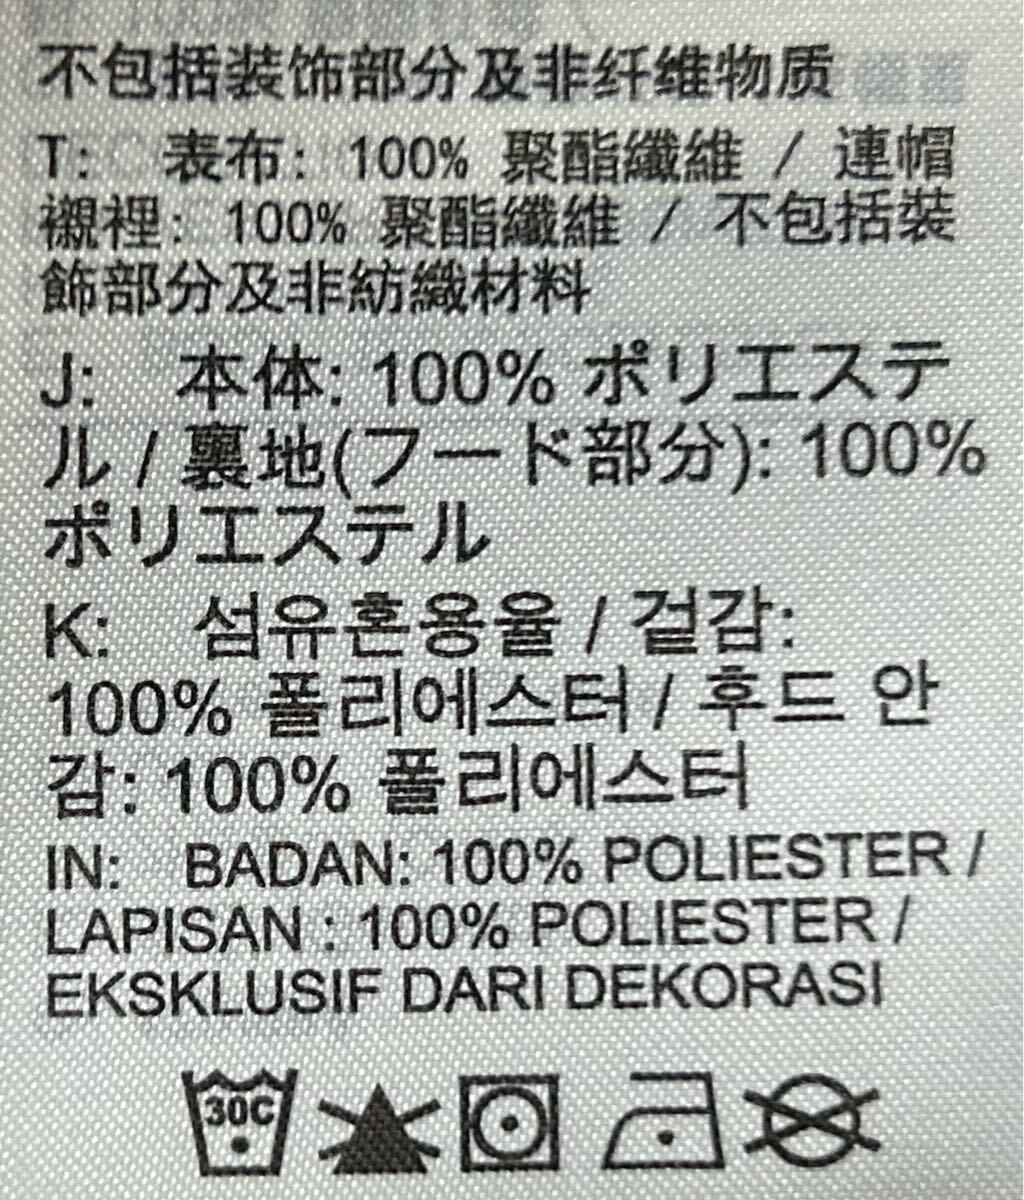 不包括装饰部分及非纤维物质
T: 表布: 100% 聚酯纖維 / 連帽
襯裡: 100% 聚酯纖維 / 不包括裝
飾部分及非紡織材料
J: 本体: 100% ポリエステ
ル / 裏地(フード部分): 100%
ポリエステル
K: 섬유혼용율 / 겉감:
100% 폴리에스터 / 후드 안
감: 100% 폴리에스터
IN: BADAN: 100% POLIESTER /
LAPISAN : 100% POLIESTER /
EKSKLUSIF DARI DEKORASI
30C